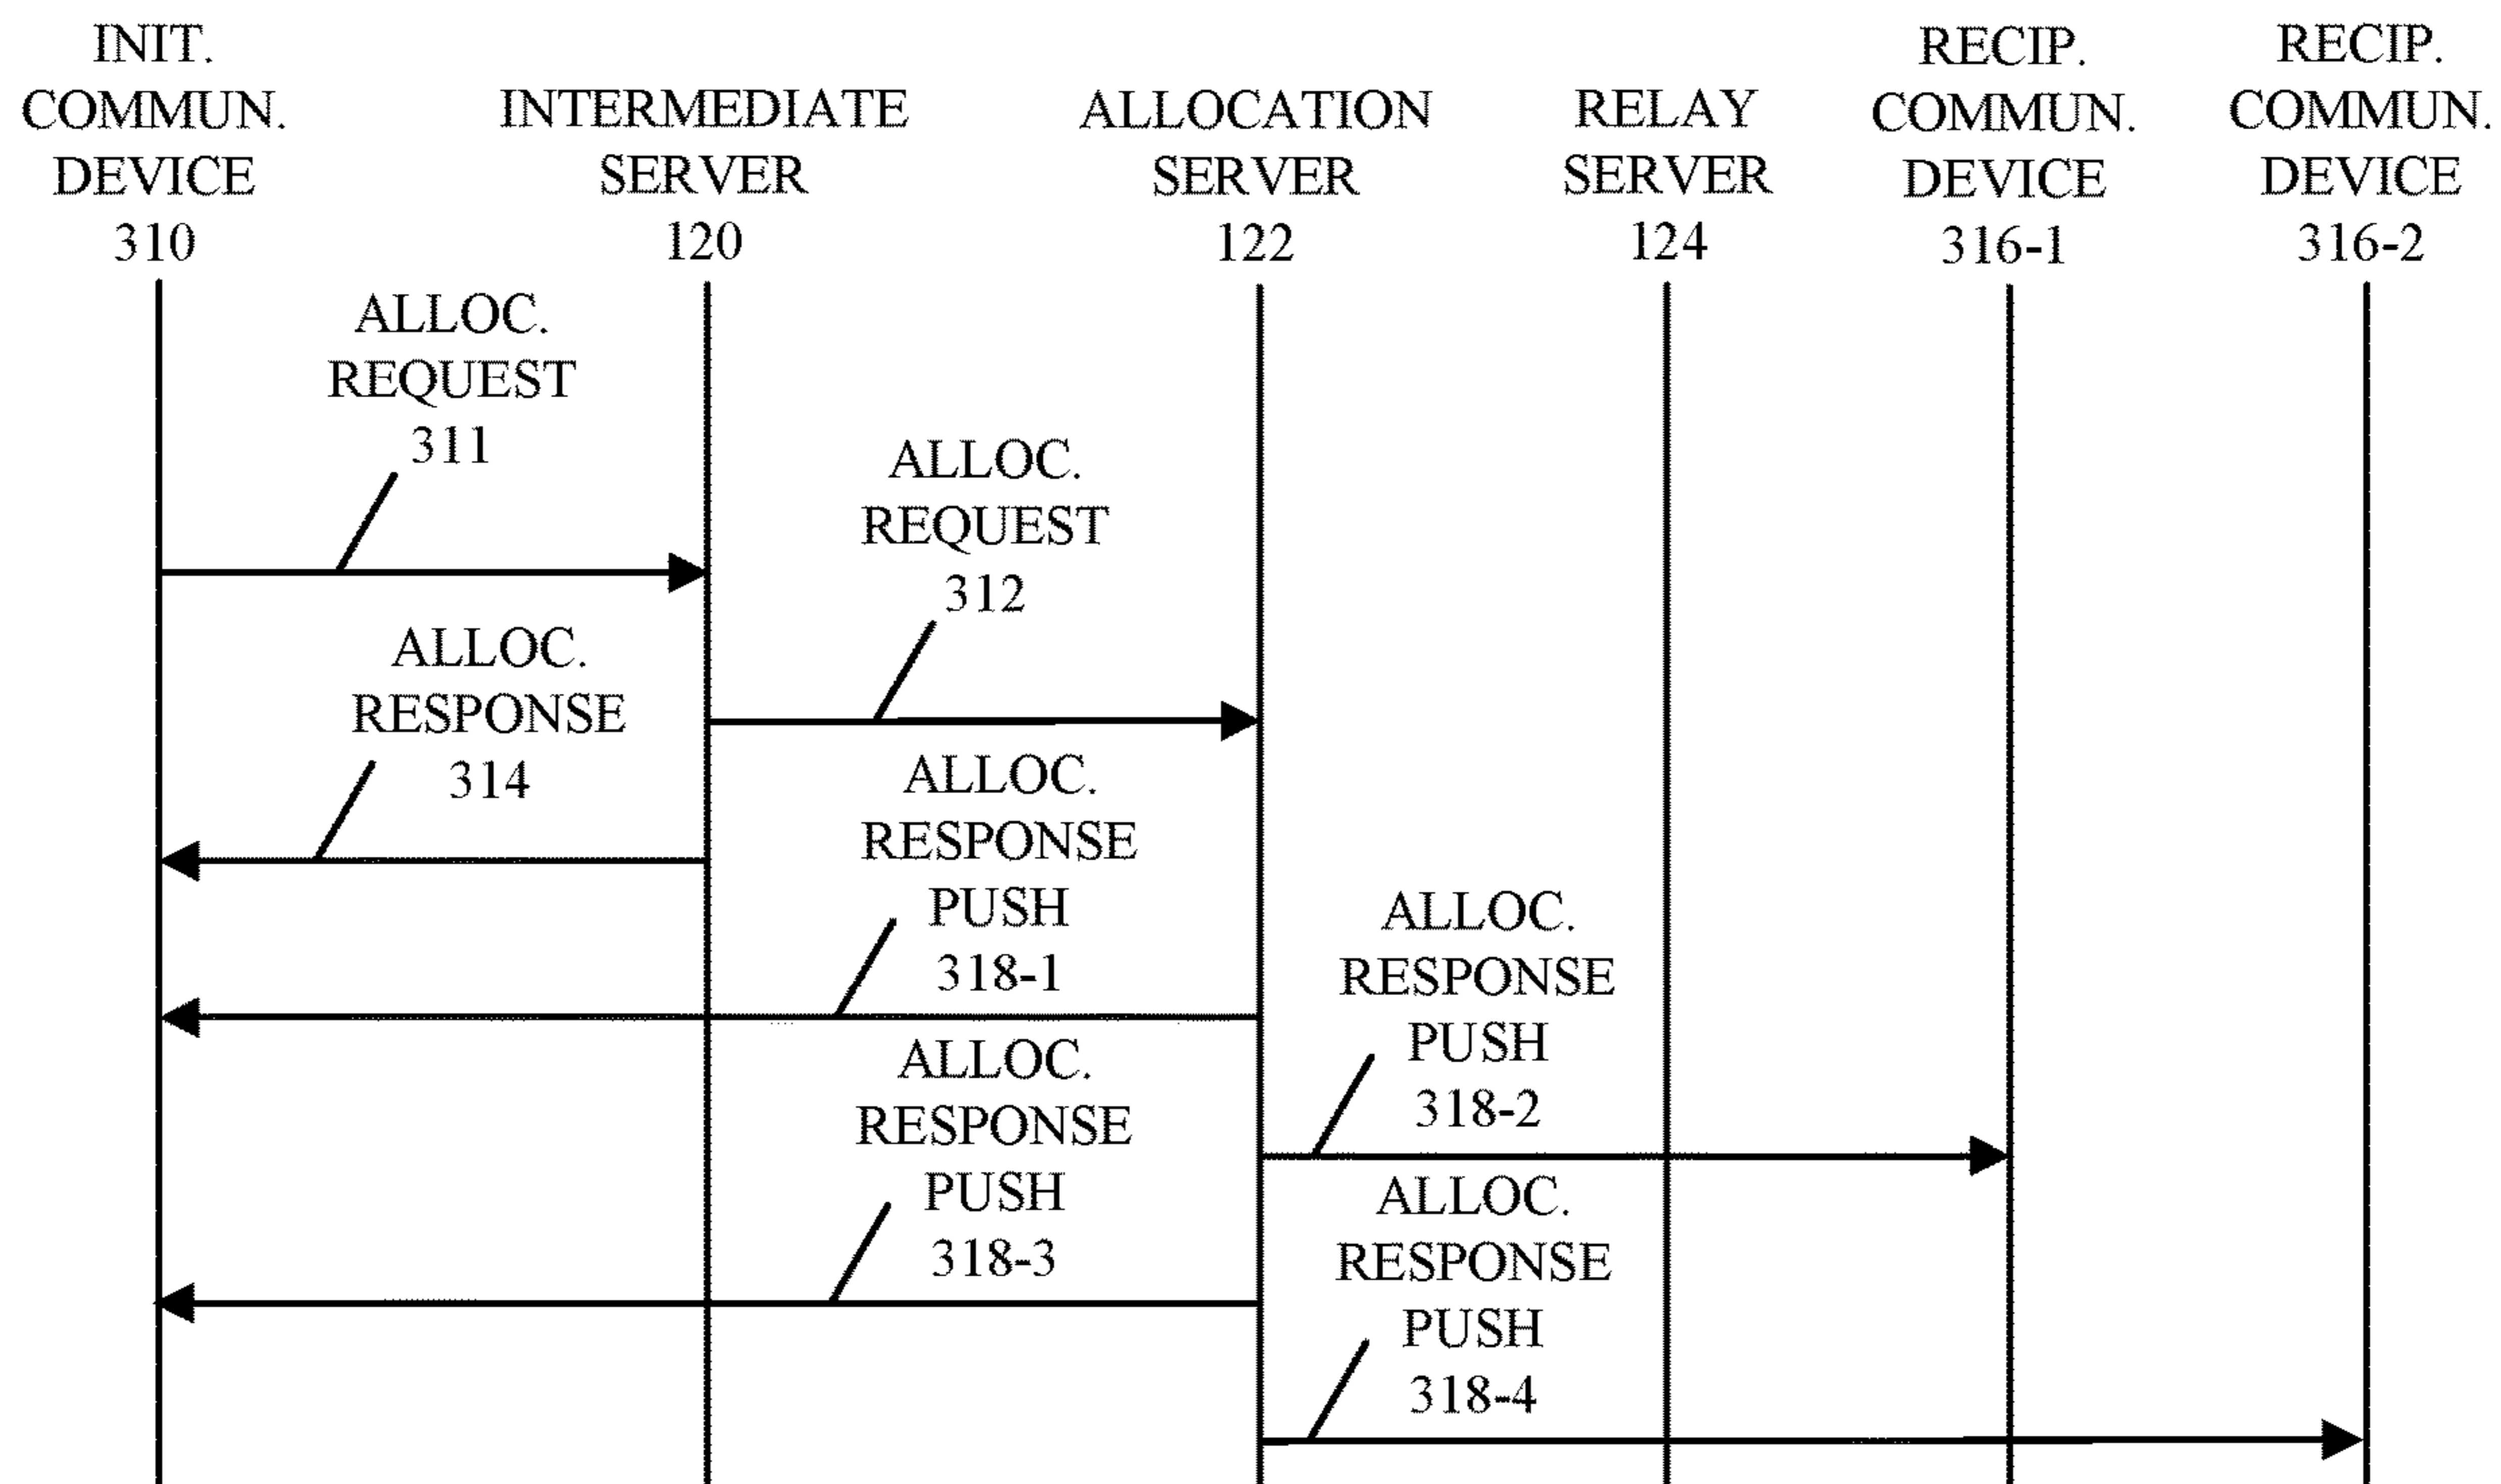 INIT.
COMMUN.
DEVICE
310
INTERMEDIATE
SERVER
120
ALLOCATION
SERVER
122
RELAY
SERVER
124
RECIP.
COMMUN.
DEVICE
316-1
RECIP.
COMMUN.
DEVICE
316-2
ALLOC.
REQUEST
311
ALLOC.
REQUEST
312
ALLOC.
RESPONSE
314
ALLOC.
RESPONSE
PUSH
318-1
ALLOC.
RESPONSE
PUSH
318-2
ALLOC.
RESPONSE
PUSH
318-3
ALLOC.
RESPONSE
PUSH
318-4